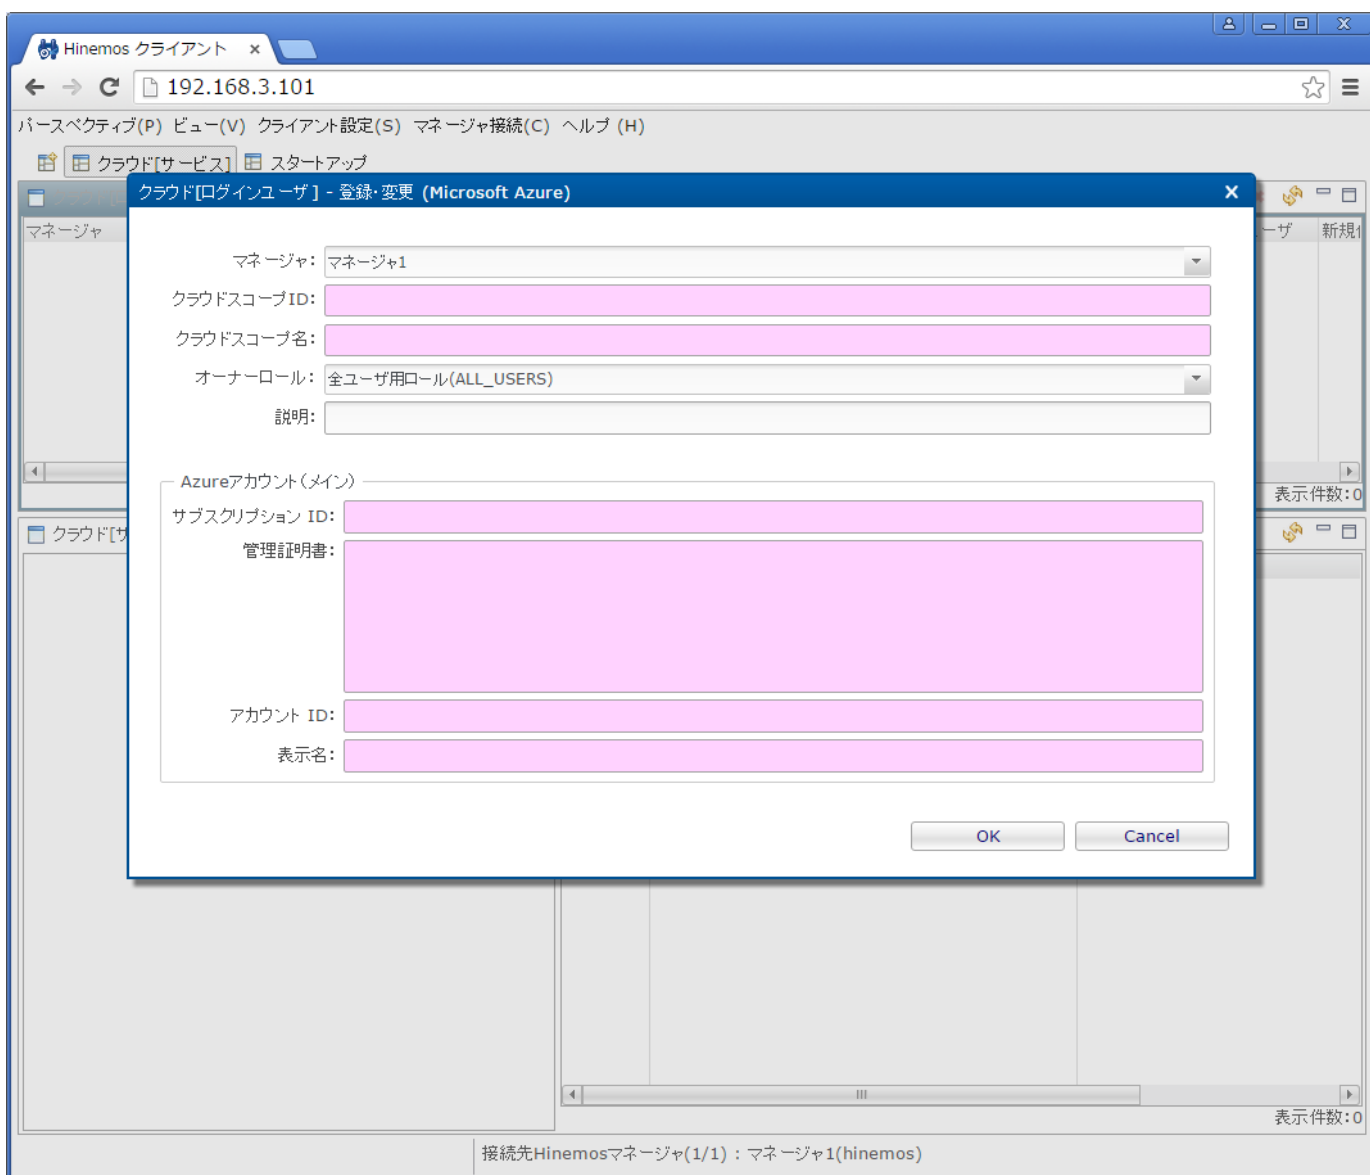 Hinemos クライアント
192.168.3.101
パースペクティブ(P) ビュー(V) クライアント設定(S) マネージャ接続(C) ヘルプ (H)
クラウド[サービス] スタートアップ
クラウド[ログインユーザ] - 登録・変更 (Microsoft Azure)
マネージャ
ーザ 新規
マネージャ: マネージャ1
クラウドスコープID:
クラウドスコープ名:
オーナーロール: 全ユーザ用ロール(ALL_USERS)
説明:
Azureアカウント(メイン)
表示件数:0
サブスクリプション ID:
クラウド[サ
管理証明書:
アカウント ID:
表示名:
OK Cancel
表示件数:0
接続先Hinemosマネージャ(1/1) : マネージャ1(hinemos)